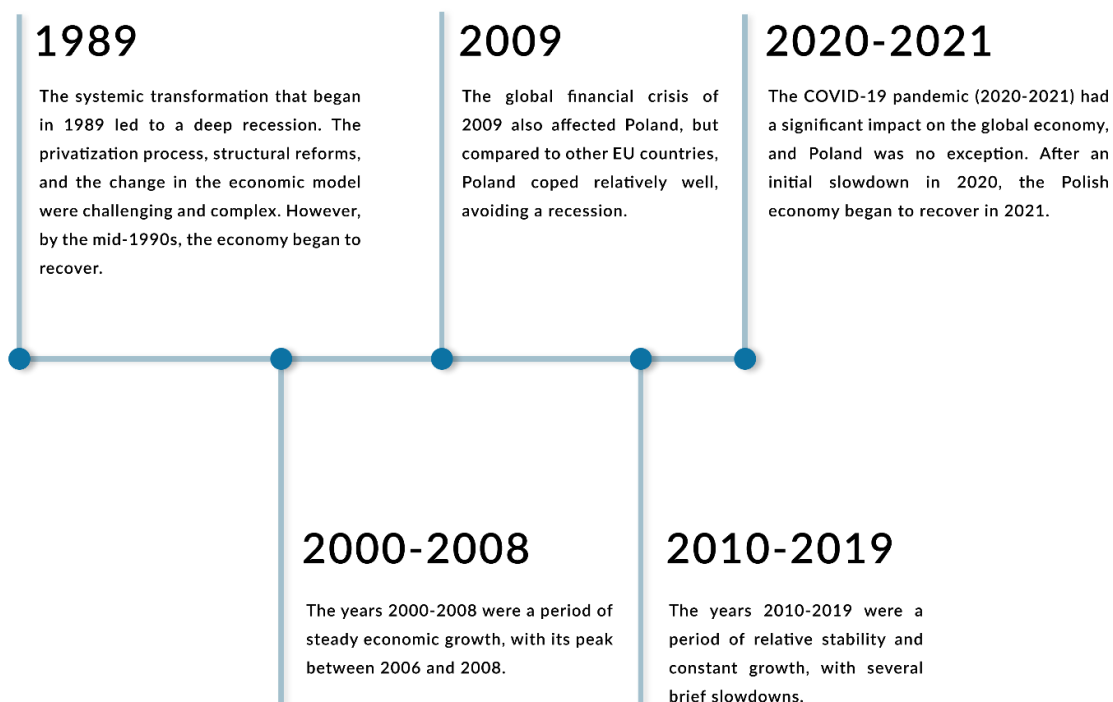 1989
The systemic transformation that began
in 1989 led to a deep recession. The
privatization process, structural reforms,
and the change in the economic model
were challenging and complex. However,
by the mid-1990s, the economy began to
recover.
2009
The global financial crisis of
2009 also affected Poland, but
compared to other EU countries,
Poland coped relatively well,
avoiding a recession.
2020-2021
The COVID-19 pandemic (2020-2021) had
a significant impact on the global economy,
and Poland was no exception. After an
initial slowdown in 2020, the Polish
economy began to recover in 2021.
2000-2008
The years 2000-2008 were a period of
steady economic growth, with its peak
between 2006 and 2008.
2010-2019
The years 2010-2019 were a
period of relative stability and
constant growth, with several
brief slowdowns.